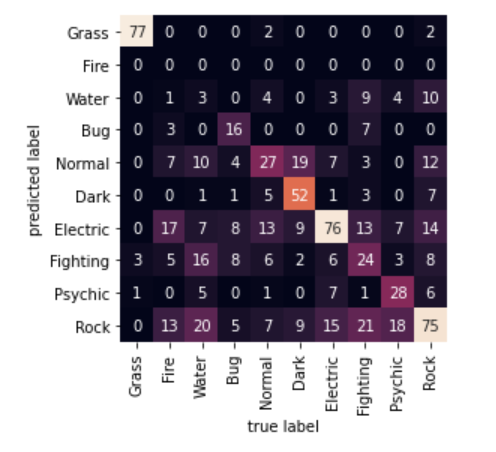 Grass 77 0 0 0 2 0 0 0 0 2
Fire 0 0 0 0 0 0 0 0 0 0
Water 0 1 3 0 4 0 3 9 4 10
Bug 0 3 0 16 0 0 0 7 0 0
Normal 0 7 10 4 27 19 7 3 0 12
Dark 0 0 1 1 5 52 1 3 0 7
Electric 0 17 7 8 13 9 76 13 7 14
Fighting 3 5 16 8 6 2 6 24 3 8
Psychic 1 0 5 0 1 0 7 1 28 6
Rock 0 13 20 5 7 9 15 21 18 75
predicted label
Grass Fire Water Bug Normal Dark Electric Fighting Psychic Rock
true label